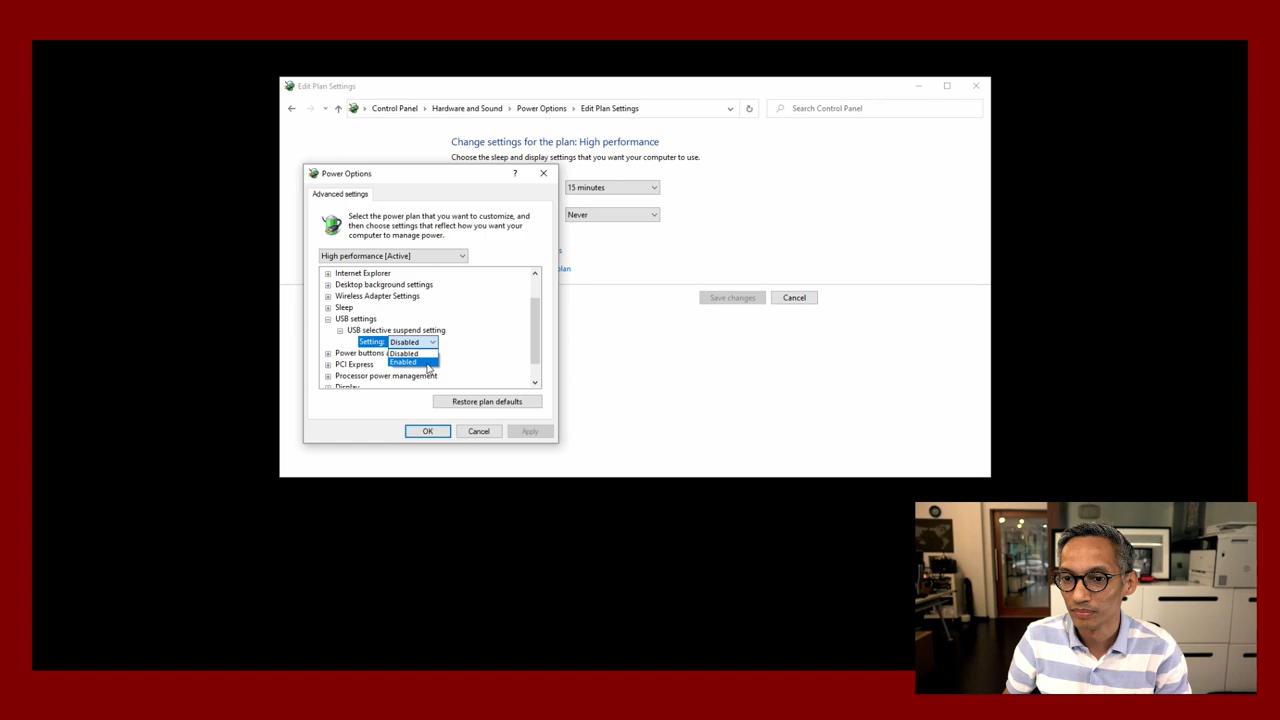 Edit Plan Settings
Control Panel > Hardware and Sound > Power Options > Edit Plan Settings
Search Control Panel
Change settings for the plan: High performance
Choose the sleep and display settings that you want your computer to use.
Power Options
Advanced settings
15 minutes
Select the power plan that you want to customize, and
then choose settings that reflect how you want your
computer to manage power.
Never
High performance [Active]
s
plan
Internet Explorer
Desktop background settings
Wireless Adapter Settings
Sleep
USB settings
USB selective suspend setting
Setting: Disabled
Disabled
Enabled
Power buttons a
PCI Express
Processor power management
Display
Restore plan defaults
OK
Cancel
Apply
Save changes
Cancel